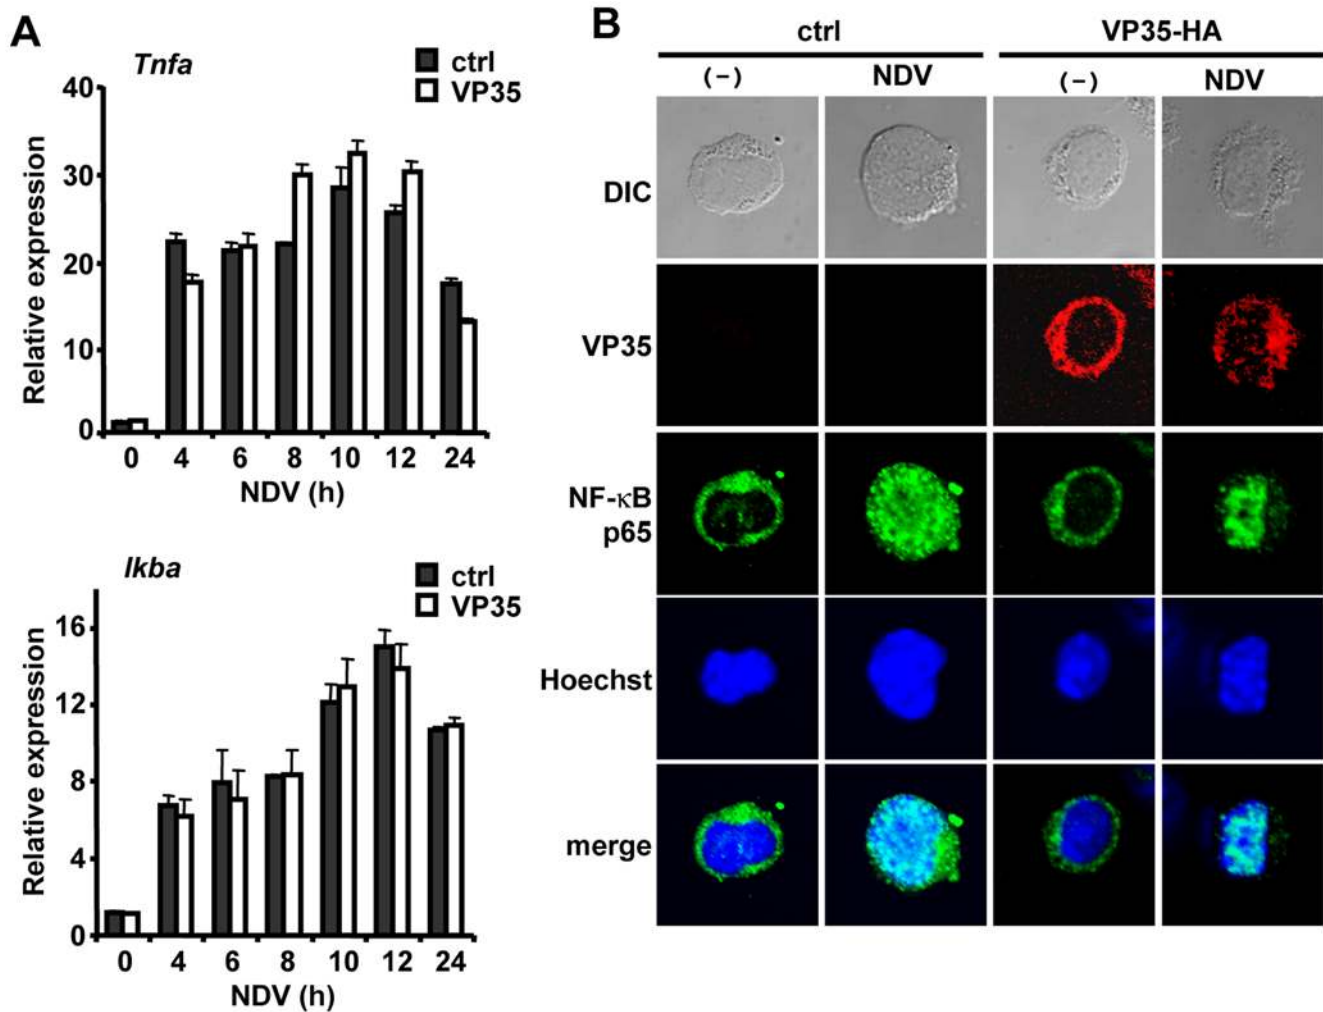 A
Tnfa
ctrl
VP35
40
30
20
10
0
Relative expression
0 4 6 8 10 12 24
NDV (h)
Ikba
ctrl
VP35
16
12
8
4
0
Relative expression
0 4 6 8 10 12 24
NDV (h)
B
ctrl VP35-HA
(-) NDV (-) NDV
DIC
VP35
NF-κB
p65
Hoechst
merge